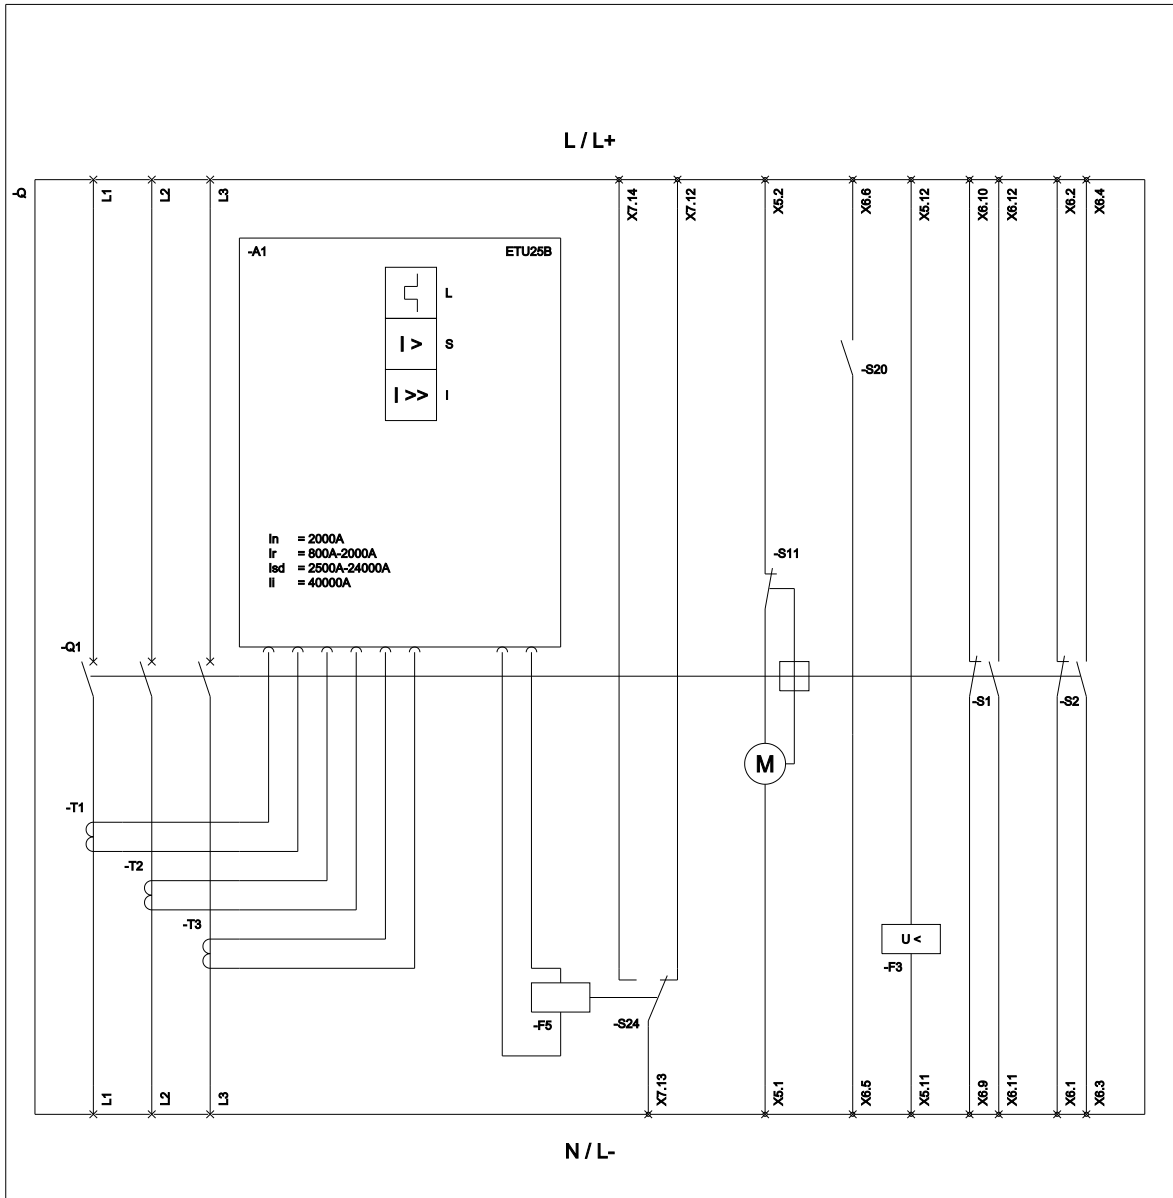 L / L+
-Q
L1
L2
L3
X7.14
X7.12
X5.2
X6.6
X5.12
X6.10
X6.12
X6.2
X6.4
-A1
ETU25B
L
I >
S
I >>
I
-S20
In = 2000A
Ir = 800A-2000A
Isd = 2500A-24000A
Ii = 40000A
-S11
-Q1
-S1
-S2
M
-T1
-T2
-T3
U <
-F3
-F5
-S24
L1
L2
L3
X7.13
X5.1
X6.5
X5.11
X6.9
X6.11
X6.1
X6.3
N / L-